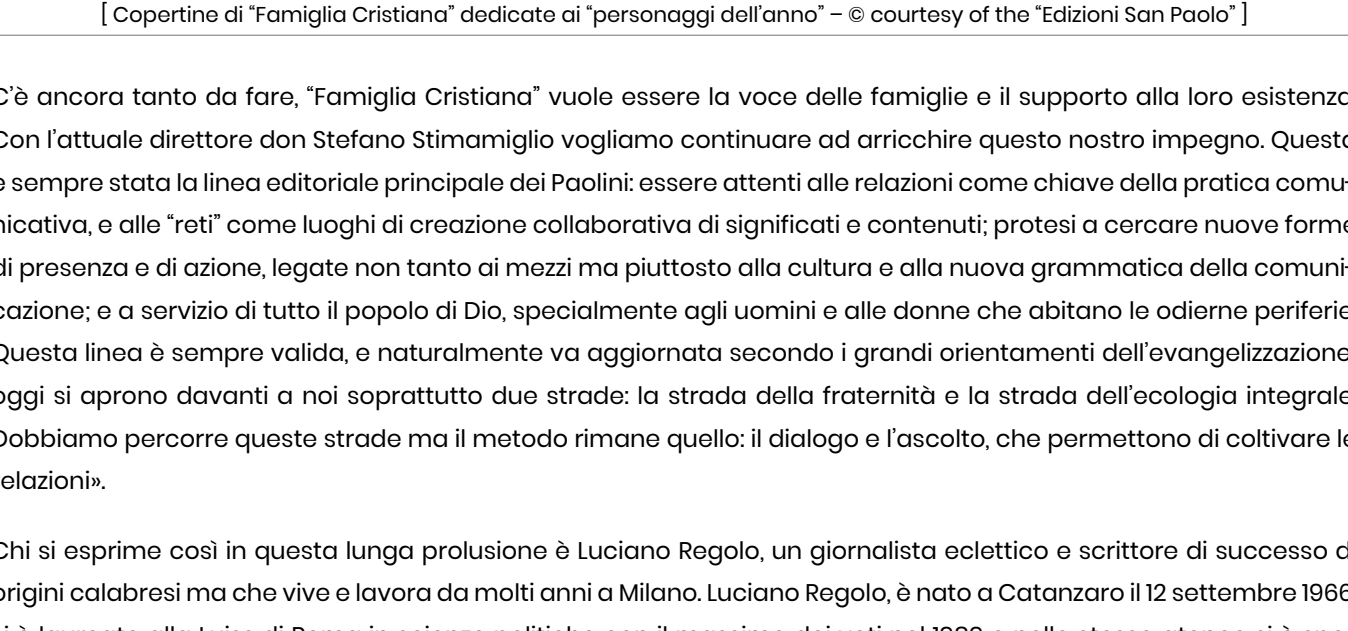 [ Copertine di “Famiglia Cristiana” dedicate ai “personaggi dell’anno” – © courtesy of the “Edizioni San Paolo” ]
C’è ancora tanto da fare, “Famiglia Cristiana” vuole essere la voce delle famiglie e il supporto alla loro esistenza
Con l’attuale direttore don Stefano Stimamiglio vogliamo continuare ad arricchire questo nostro impegno. Questa
è sempre stata la linea editoriale principale dei Paolini: essere attenti alle relazioni come chiave della pratica comu-
nicativa, e alle “reti” come luoghi di creazione collaborativa di significati e contenuti; protesi a cercare nuove forme
di presenza e di azione, legate non tanto ai mezzi ma piuttosto alla cultura e alla nuova grammatica della comuni-
cazione; e a servizio di tutto il popolo di Dio, specialmente agli uomini e alle donne che abitano le odierne periferie
Questa linea è sempre valida, e naturalmente va aggiornata secondo i grandi orientamenti dell’evangelizzazione
oggi si aprono davanti a noi soprattutto due strade: la strada della fraternità e la strada dell’ecologia integrale
Dobbiamo percorre queste strade ma il metodo rimane quello: il dialogo e l’ascolto, che permettono di coltivare le
relazioni».
Chi si esprime così in questa lunga prolusione è Luciano Regolo, un giornalista eclettico e scrittore di successo d
origini calabresi ma che vive e lavora da molti anni a Milano. Luciano Regolo, è nato a Catanzaro il 12 settembre 1966